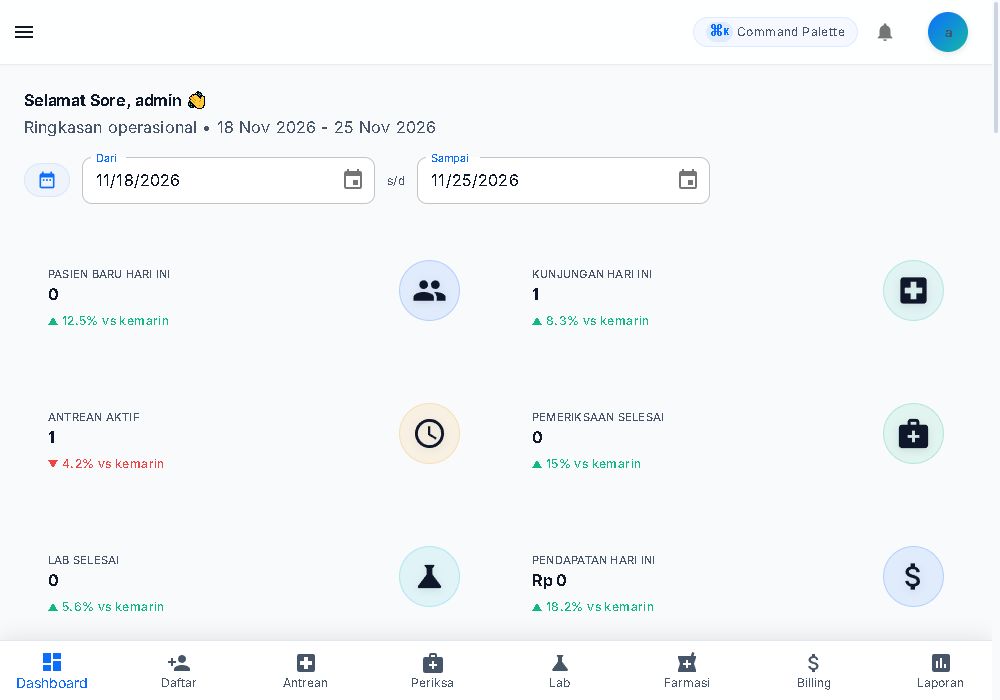 ⌘K Command Palette
a
Selamat Sore, admin 👏
Ringkasan operasional • 18 Nov 2026 - 25 Nov 2026
Dari
11/18/2026
s/d
Sampai
11/25/2026
PASIEN BARU HARI INI
0
▲ 12.5% vs kemarin
KUNJUNGAN HARI INI
1
▲ 8.3% vs kemarin
ANTREAN AKTIF
1
▼ 4.2% vs kemarin
PEMERIKSAAN SELESAI
0
▲ 15% vs kemarin
LAB SELESAI
0
▲ 5.6% vs kemarin
PENDAPATAN HARI INI
Rp 0
▲ 18.2% vs kemarin
Dashboard
Daftar
Antrean
Periksa
Lab
Farmasi
Billing
Laporan